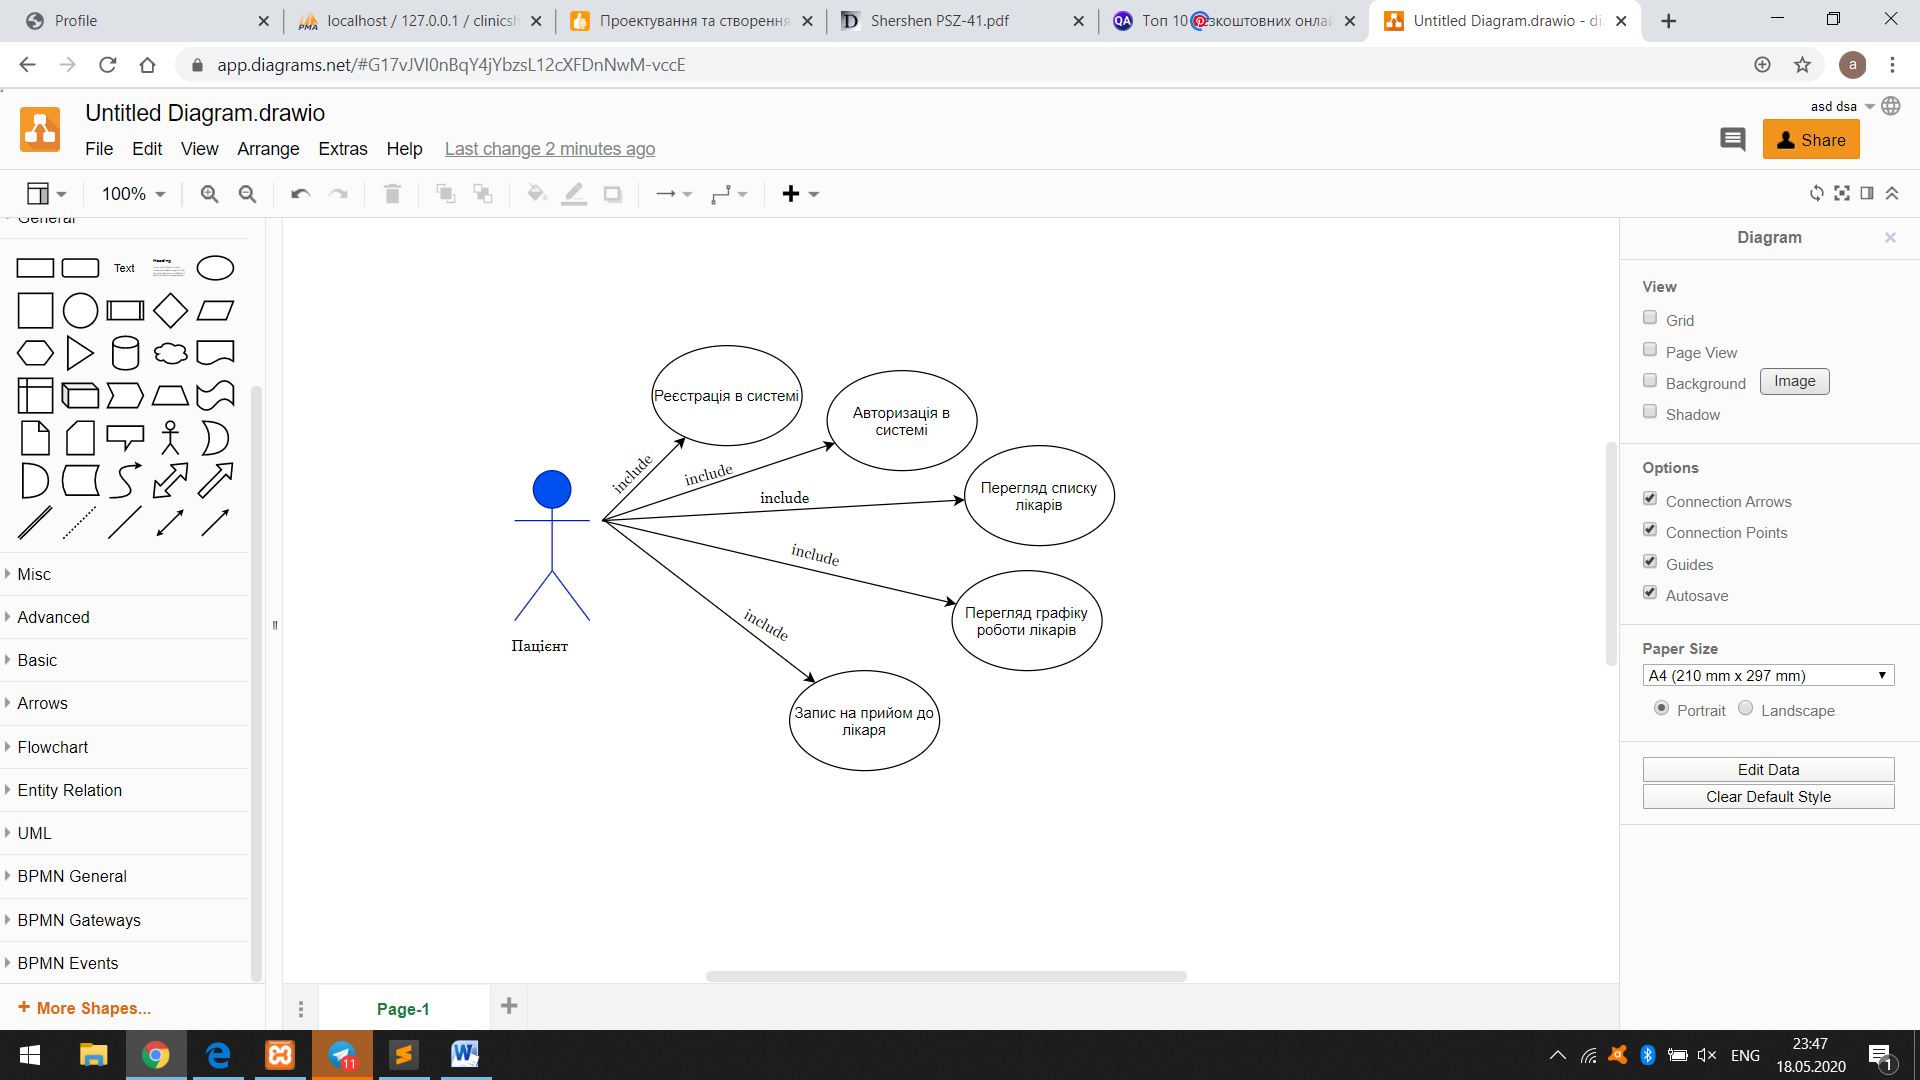 Profile
localhost / 127.0.0.1 / clinicsh
Проектування та створення
Shershen PSZ-41.pdf
Топ 10 безкоштовних онлай
Untitled Diagram.drawio - di
app.diagrams.net/#G17vJVI0nBqY4jYbzsL12cXFDnNwM-vccE
a
Untitled Diagram.drawio
asd dsa
File Edit View Arrange Extras Help Last change 2 minutes ago
Share
100%
General
Text
Heading
Misc
Advanced
Basic
Arrows
Flowchart
Entity Relation
UML
BPMN General
BPMN Gateways
BPMN Events
+ More Shapes...
Реєстрація в системі
Авторизація в
системі
include
include
include
Перегляд списку
лікарів
include
Перегляд графіку
роботи лікарів
include
Пацієнт
Запис на прийом до
лікаря
Page-1
Diagram
View
Grid
Page View
Background
Image
Shadow
Options
Connection Arrows
Connection Points
Guides
Autosave
Paper Size
A4 (210 mm x 297 mm)
Portrait Landscape
Edit Data
Clear Default Style
11
ENG
23:47
18.05.2020
1